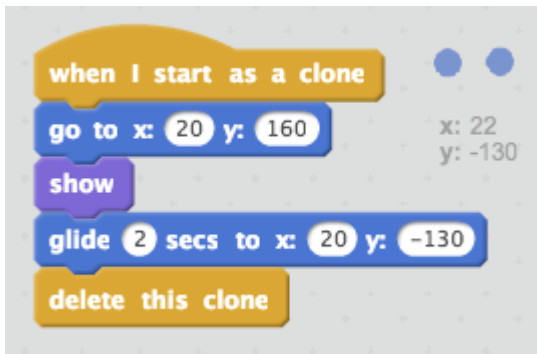 when I start as a clone
go to x: 20 y: 160
x: 22
y: -130
show
glide 2 secs to x: 20 y: -130
delete this clone